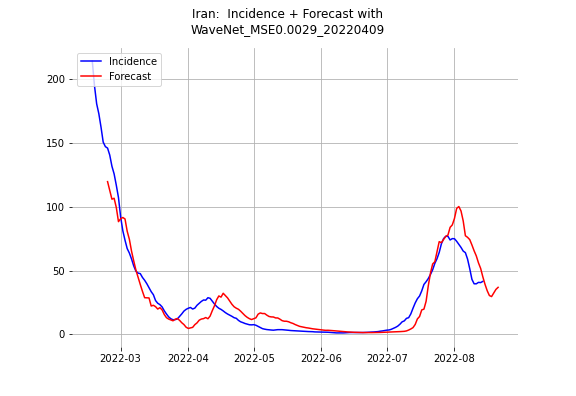 Iran:  Incidence + Forecast with
WaveNet_MSE0.0029_20220409
Incidence
Forecast
200
150
100
50
0
2022-03
2022-04
2022-05
2022-06
2022-07
2022-08